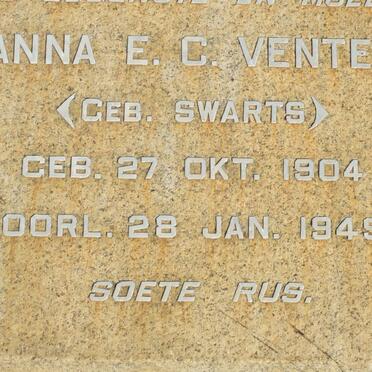 ANNA E. C. VENTE
(GEB. SWARTS)
GEB. 27 OKT. 1904
OORL. 28 JAN. 194
SOETE RUS.